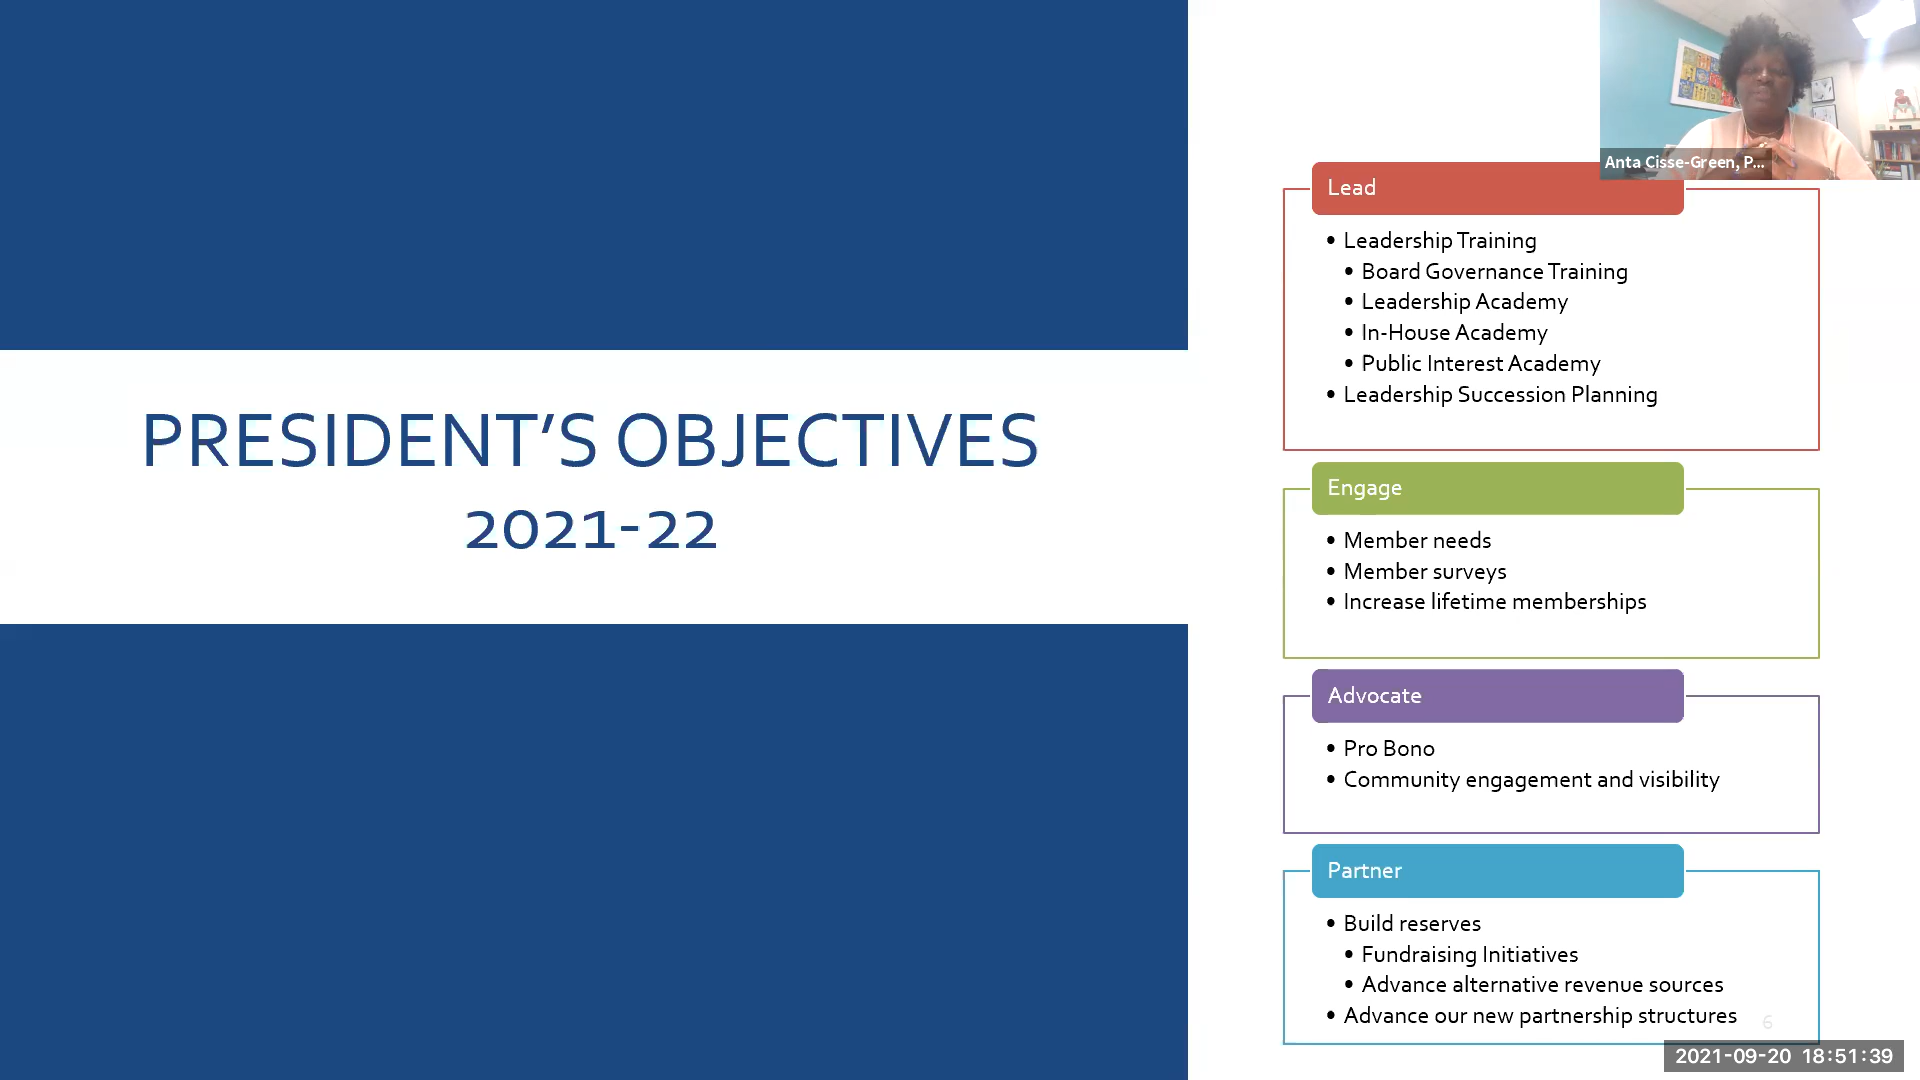 PRESIDENT’S OBJECTIVES
2021-22
Anta Cisse-Green, P...
Lead
• Leadership Training
• Board Governance Training
• Leadership Academy
• In-House Academy
• Public Interest Academy
• Leadership Succession Planning
Engage
• Member needs
• Member surveys
• Increase lifetime memberships
Advocate
• Pro Bono
• Community engagement and visibility
Partner
• Build reserves
• Fundraising Initiatives
• Advance alternative revenue sources
• Advance our new partnership structures
6
2021-09-20 18:51:39